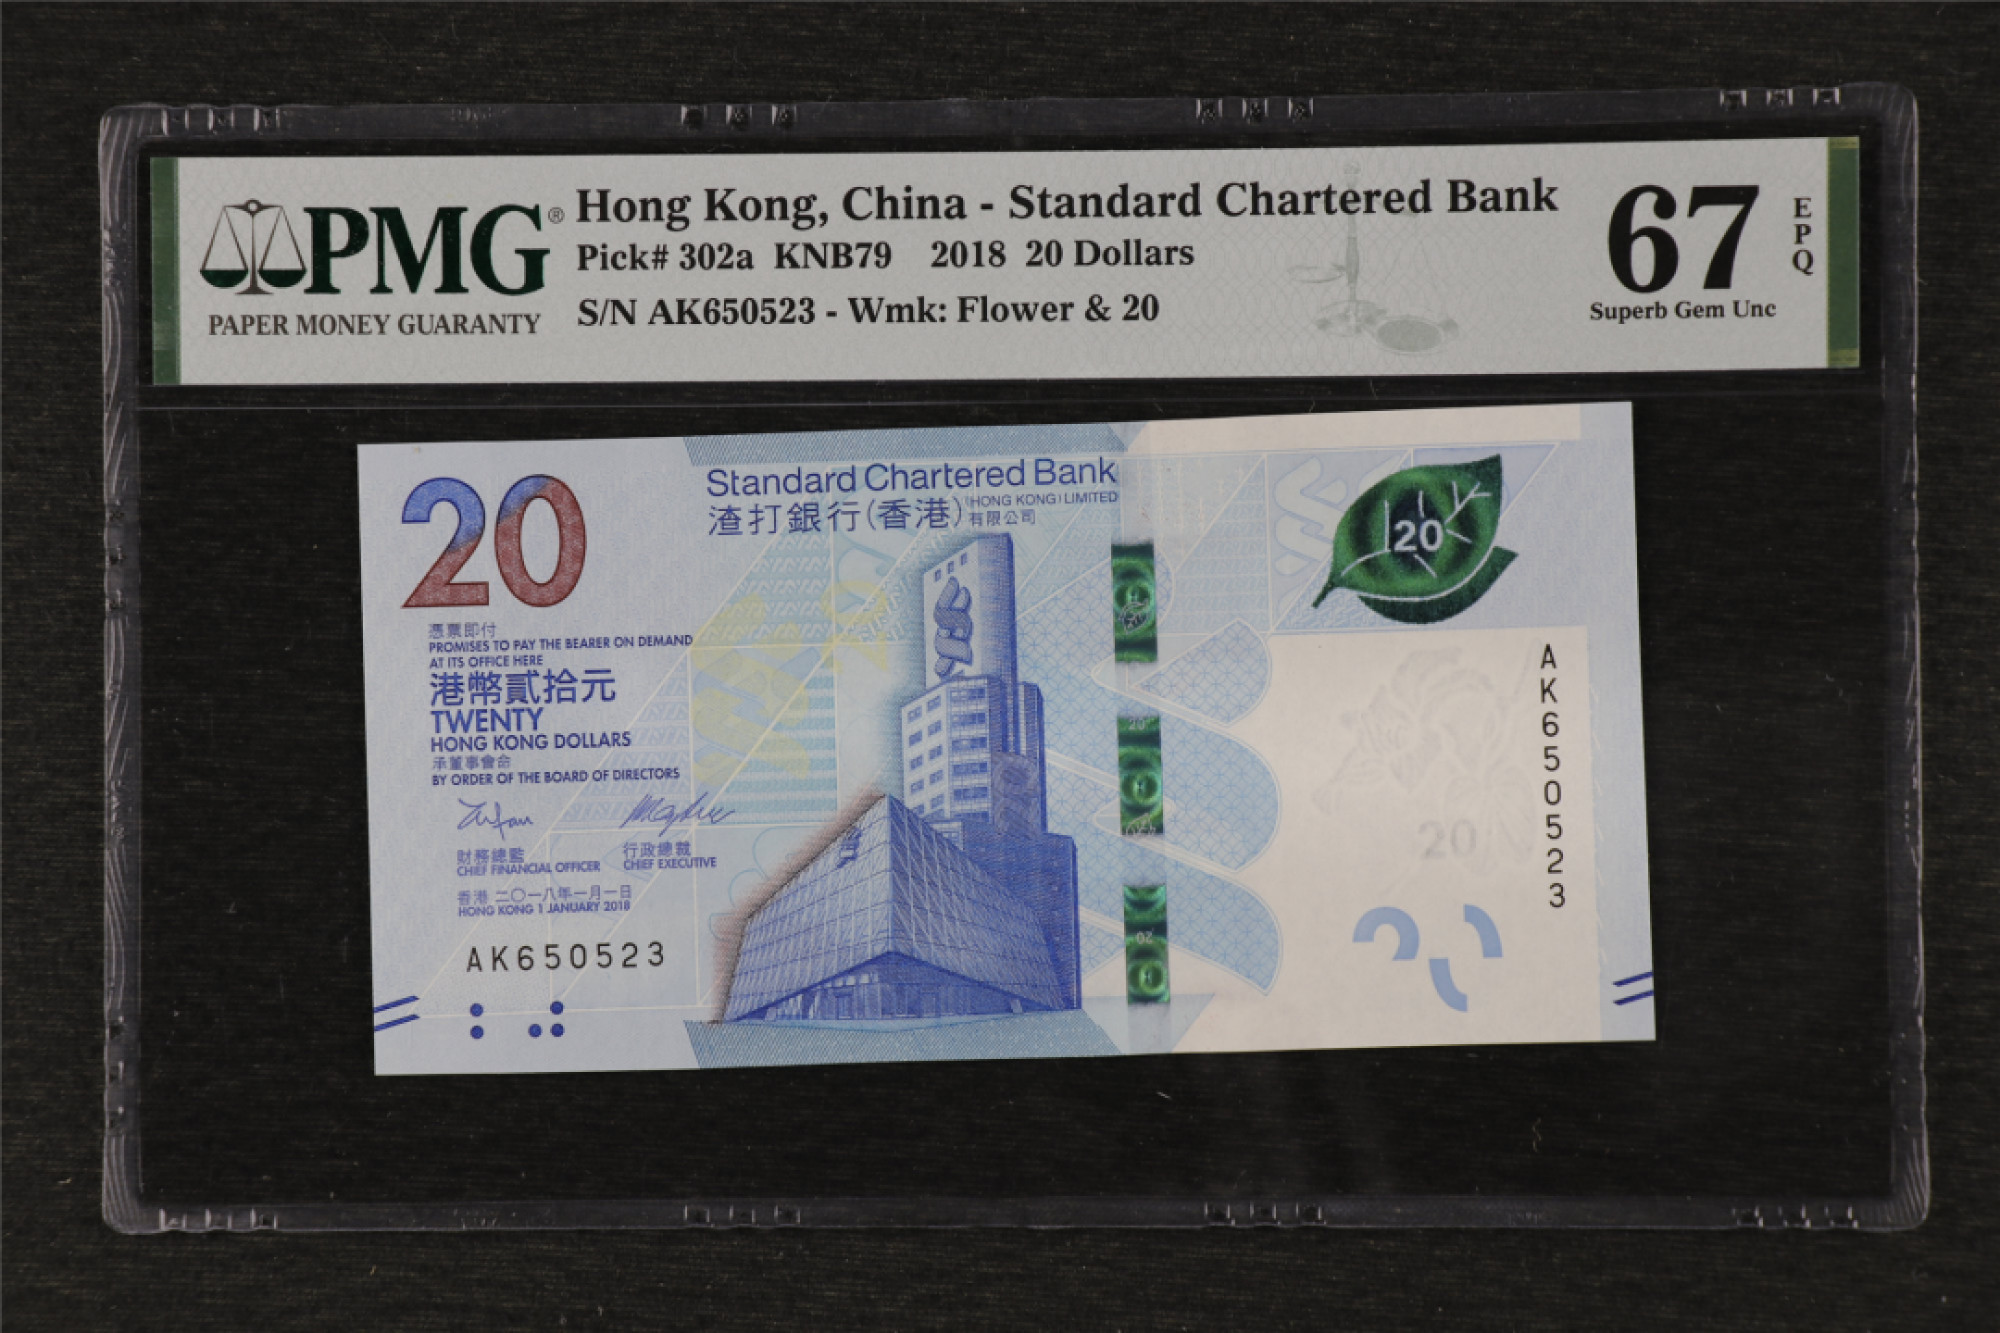 PMG®
PAPER MONEY GUARANTY
Hong Kong, China - Standard Chartered Bank
Pick# 302a KNB79 2018 20 Dollars
S/N AK650523 - Wmk: Flower & 20
67
EPQ
Superb Gem Unc
20
Standard Chartered Bank
(HONG KONG) LIMITED
渣打銀行(香港)有限公司
20
憑票即付
PROMISES TO PAY THE BEARER ON DEMAND
AT ITS OFFICE HERE
港幣貳拾元
TWENTY
HONG KONG DOLLARS
承董事會命
BY ORDER OF THE BOARD OF DIRECTORS
財務總監
CHIEF FINANCIAL OFFICER
行政總裁
CHIEF EXECUTIVE
香港 二〇一八年一月一日
HONG KONG 1 JANUARY 2018
AK650523
AK650523
20
20
20